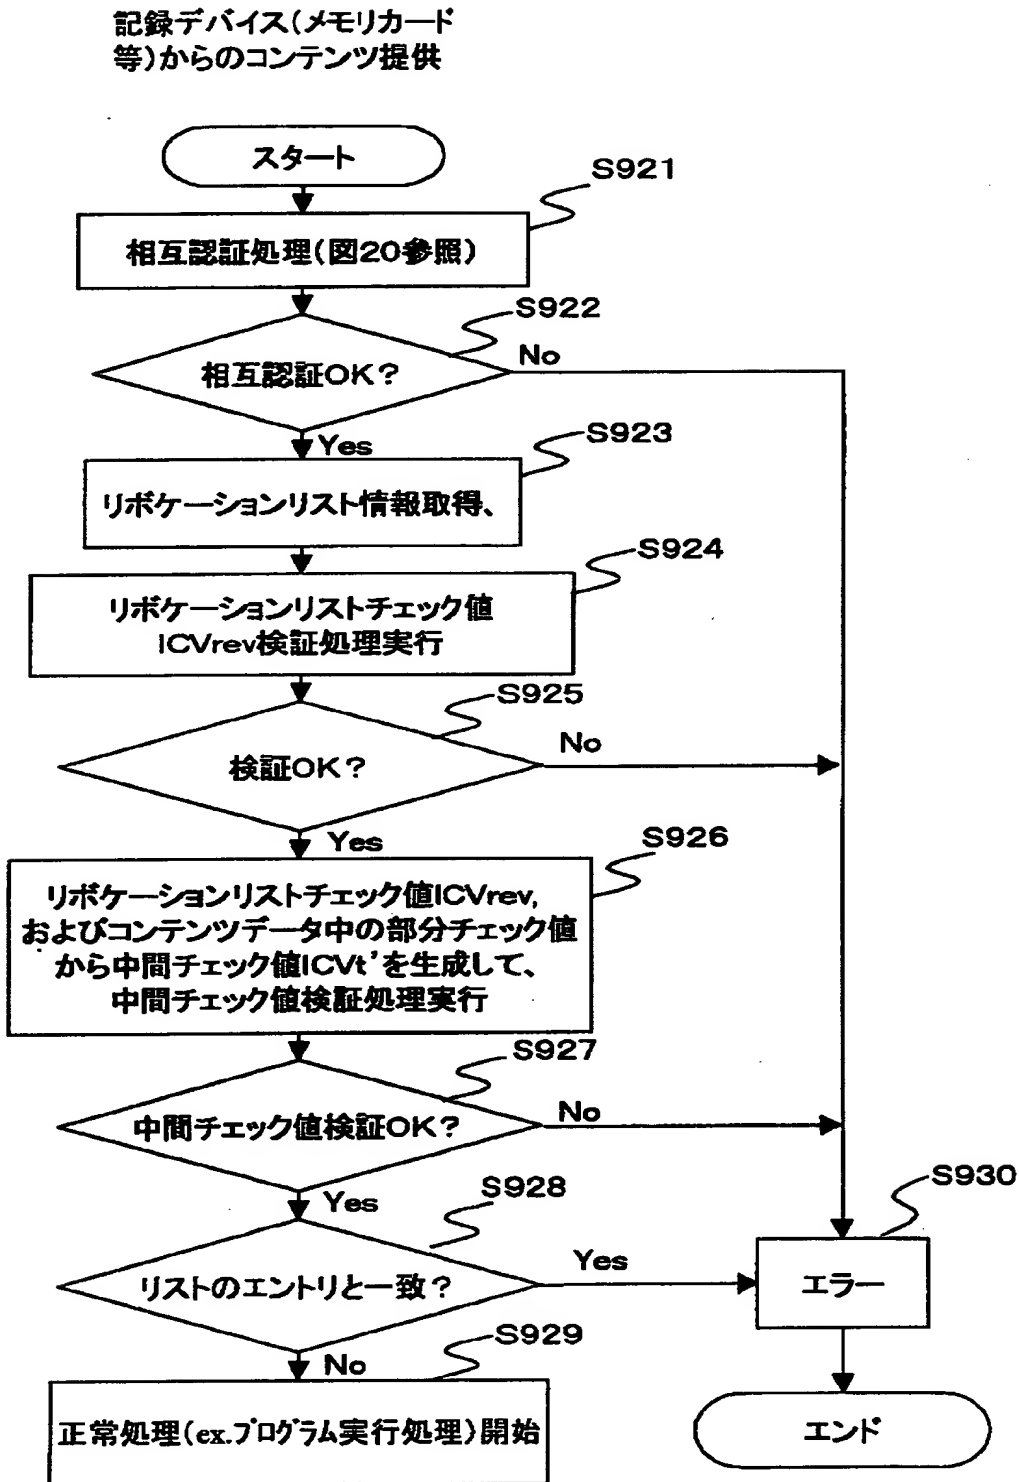 記録デバイス(メモリカード
等)からのコンテンツ提供
スタート
S921
相互認証処理(図20参照)
S922
相互認証OK?
No
Yes
S923
リボケーションリスト情報取得、
S924
リボケーションリストチェック値
ICVrev検証処理実行
S925
検証OK?
No
Yes
S926
リボケーションリストチェック値ICVrev,
およびコンテンツデータ中の部分チェック値
から中間チェック値ICVt'を生成して、
中間チェック値検証処理実行
S927
中間チェック値検証OK?
No
Yes
S928
リストのエントリと一致?
Yes
S930
エラー
No
S929
正常処理(ex.プログラム実行処理)開始
エンド